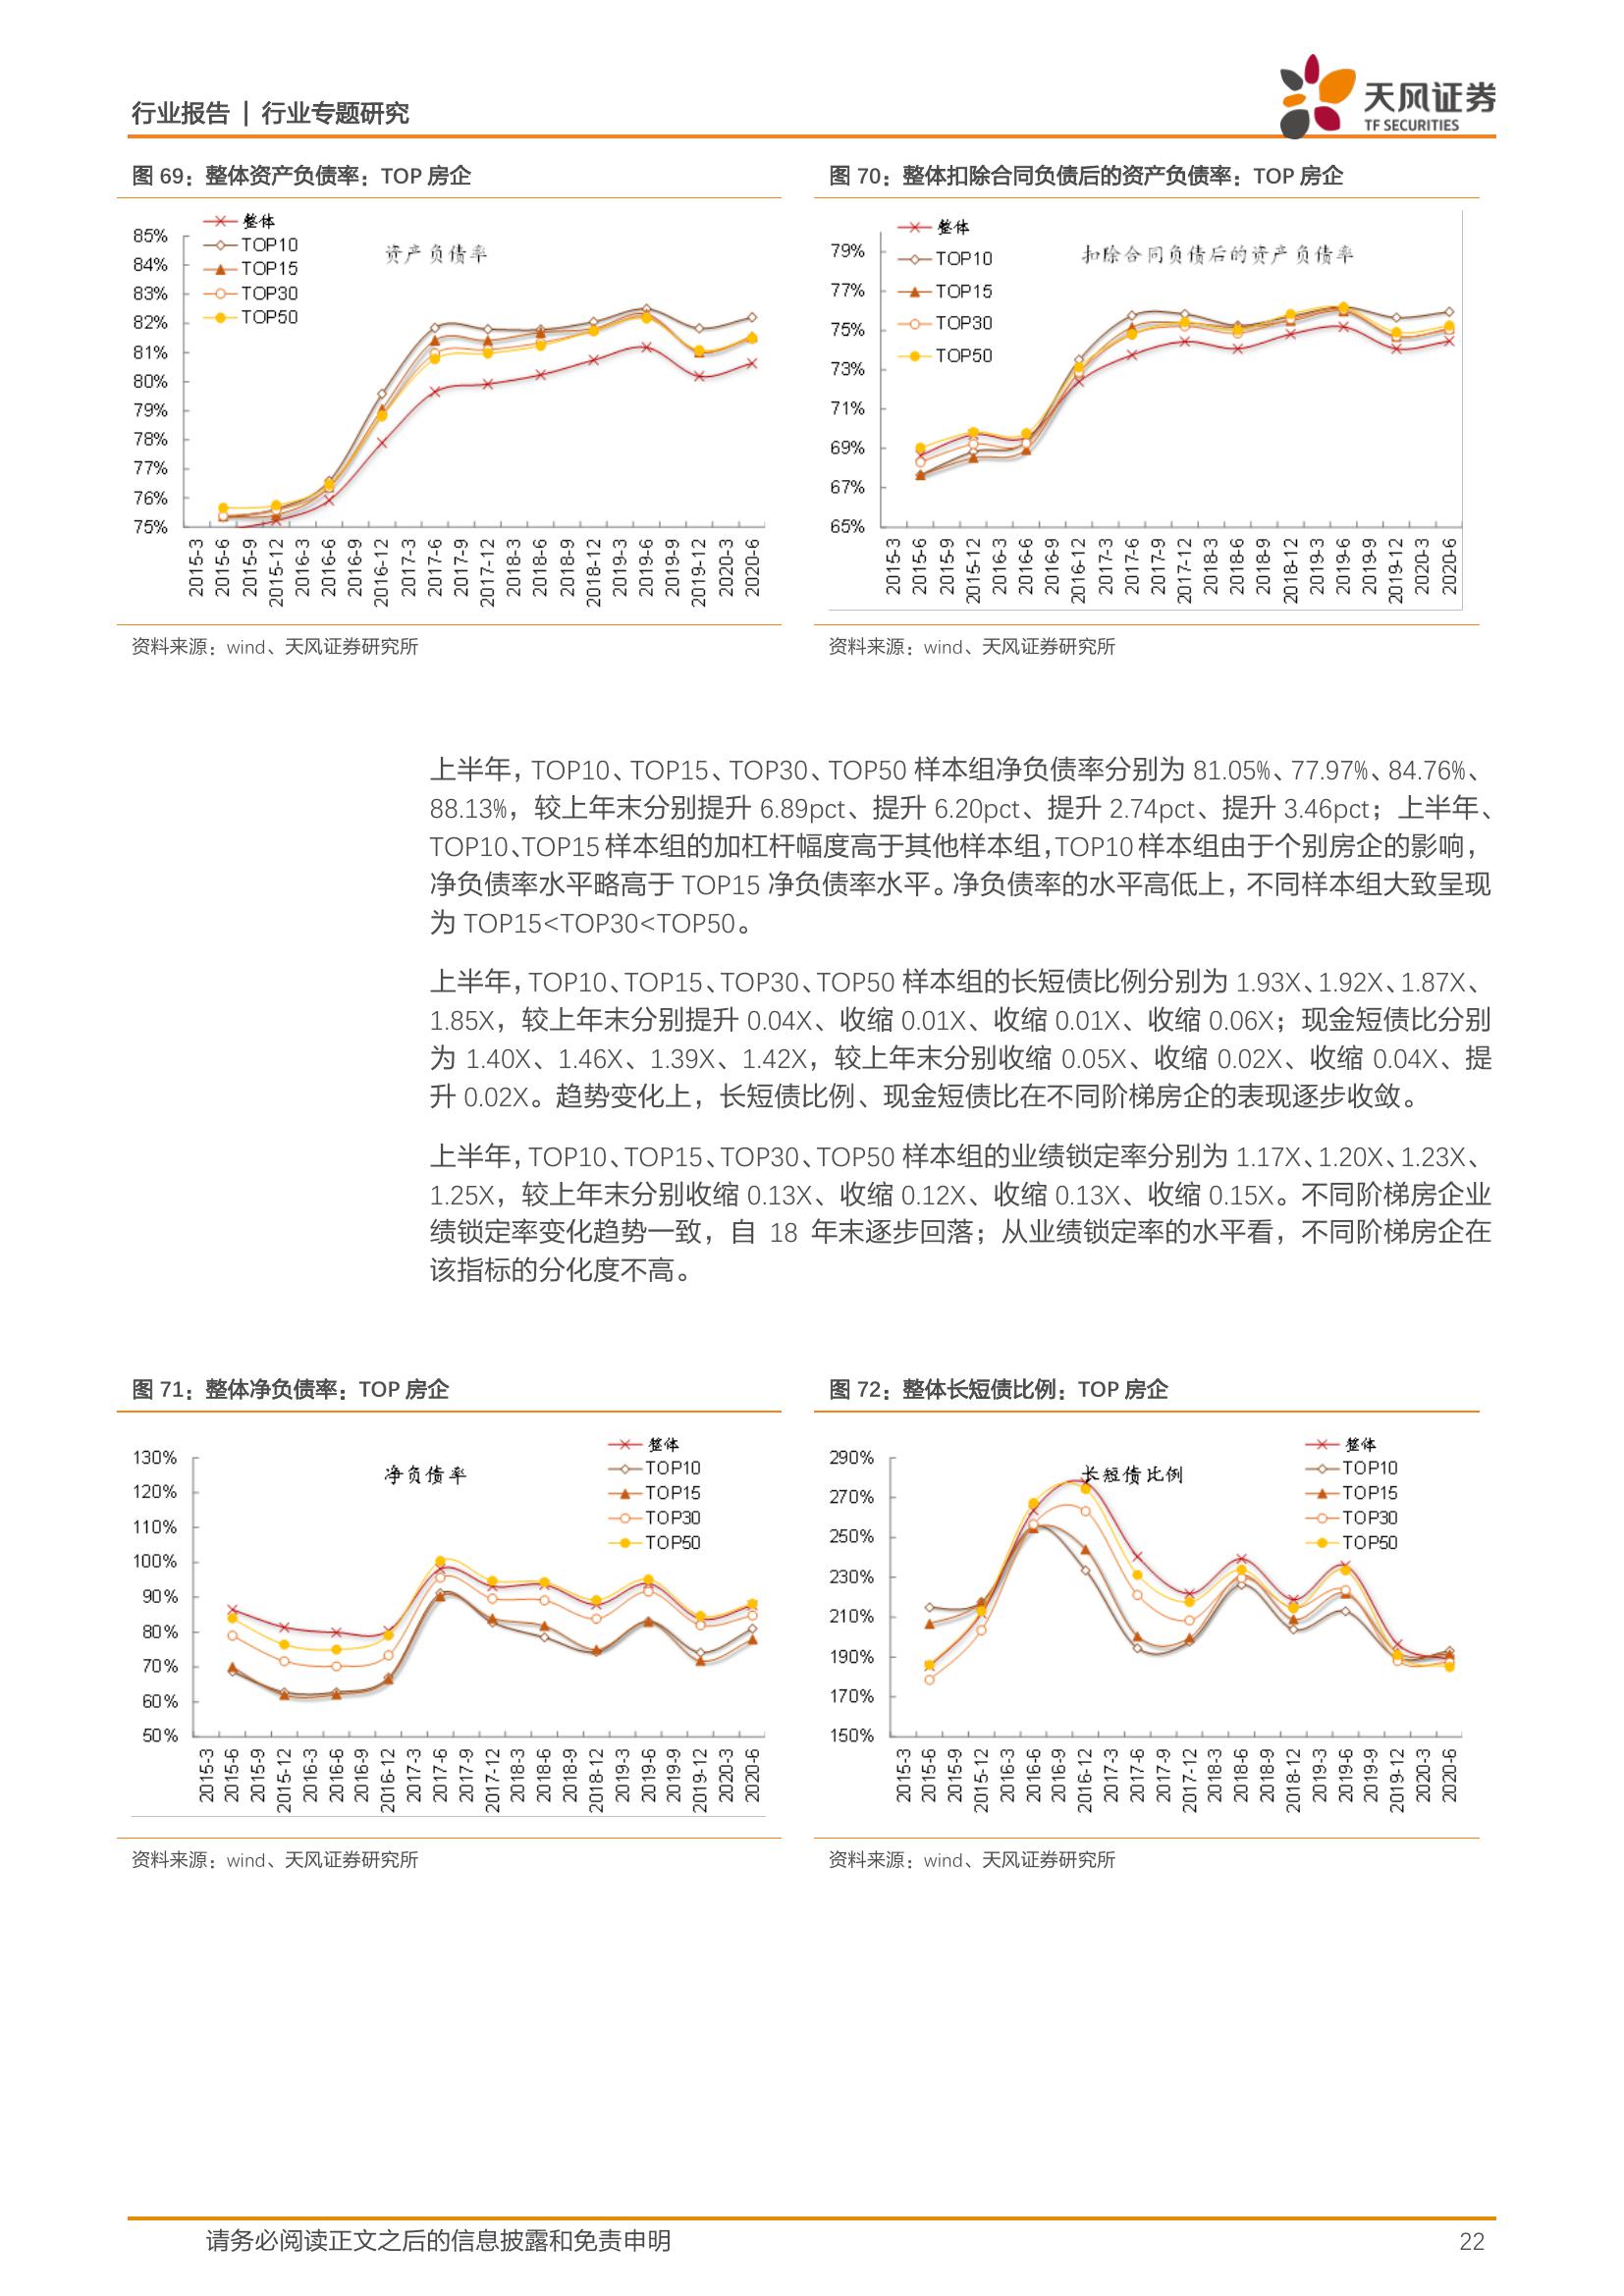 行业报告 | 行业专题研究
天风证券
TF SECURITIES
图 69：整体资产负债率：TOP 房企
资产负债率
整体
TOP10
TOP15
TOP30
TOP50
85%
84%
83%
82%
81%
80%
79%
78%
77%
76%
75%
2015-3
2015-6
2015-9
2015-12
2016-3
2016-6
2016-9
2016-12
2017-3
2017-6
2017-9
2017-12
2018-3
2018-6
2018-9
2018-12
2019-3
2019-6
2019-9
2019-12
2020-3
2020-6
资料来源：wind、天风证券研究所
图 70：整体扣除合同负债后的资产负债率：TOP 房企
扣除合同负债后的资产负债率
整体
TOP10
TOP15
TOP30
TOP50
79%
77%
75%
73%
71%
69%
67%
65%
2015-3
2015-6
2015-9
2015-12
2016-3
2016-6
2016-9
2016-12
2017-3
2017-6
2017-9
2017-12
2018-3
2018-6
2018-9
2018-12
2019-3
2019-6
2019-9
2019-12
2020-3
2020-6
资料来源：wind、天风证券研究所
上半年，TOP10、TOP15、TOP30、TOP50 样本组净负债率分别为 81.05%、77.97%、84.76%、
88.13%，较上年末分别提升 6.89pct、提升 6.20pct、提升 2.74pct、提升 3.46pct；上半年、
TOP10、TOP15 样本组的加杠杆幅度高于其他样本组，TOP10 样本组由于个别房企的影响，
净负债率水平略高于 TOP15 净负债率水平。净负债率的水平高低上，不同样本组大致呈现
为 TOP15<TOP30<TOP50。
上半年，TOP10、TOP15、TOP30、TOP50 样本组的长短债比例分别为 1.93X、1.92X、1.87X、
1.85X，较上年末分别提升 0.04X、收缩 0.01X、收缩 0.01X、收缩 0.06X；现金短债比分别
为 1.40X、1.46X、1.39X、1.42X，较上年末分别收缩 0.05X、收缩 0.02X、收缩 0.04X、提
升 0.02X。趋势变化上，长短债比例、现金短债比在不同阶梯房企的表现逐步收敛。
上半年，TOP10、TOP15、TOP30、TOP50 样本组的业绩锁定率分别为 1.17X、1.20X、1.23X、
1.25X，较上年末分别收缩 0.13X、收缩 0.12X、收缩 0.13X、收缩 0.15X。不同阶梯房企业
绩锁定率变化趋势一致，自 18 年末逐步回落；从业绩锁定率的水平看，不同阶梯房企在
该指标的分化度不高。
图 71：整体净负债率：TOP 房企
净负债率
整体
TOP10
TOP15
TOP30
TOP50
130%
120%
110%
100%
90%
80%
70%
60%
50%
2015-3
2015-6
2015-9
2015-12
2016-3
2016-6
2016-9
2016-12
2017-3
2017-6
2017-9
2017-12
2018-3
2018-6
2018-9
2018-12
2019-3
2019-6
2019-9
2019-12
2020-3
2020-6
资料来源：wind、天风证券研究所
图 72：整体长短债比例：TOP 房企
长短债比例
整体
TOP10
TOP15
TOP30
TOP50
290%
270%
250%
230%
210%
190%
170%
150%
2015-3
2015-6
2015-9
2015-12
2016-3
2016-6
2016-9
2016-12
2017-3
2017-6
2017-9
2017-12
2018-3
2018-6
2018-9
2018-12
2019-3
2019-6
2019-9
2019-12
2020-3
2020-6
资料来源：wind、天风证券研究所
请务必阅读正文之后的信息披露和免责申明
22